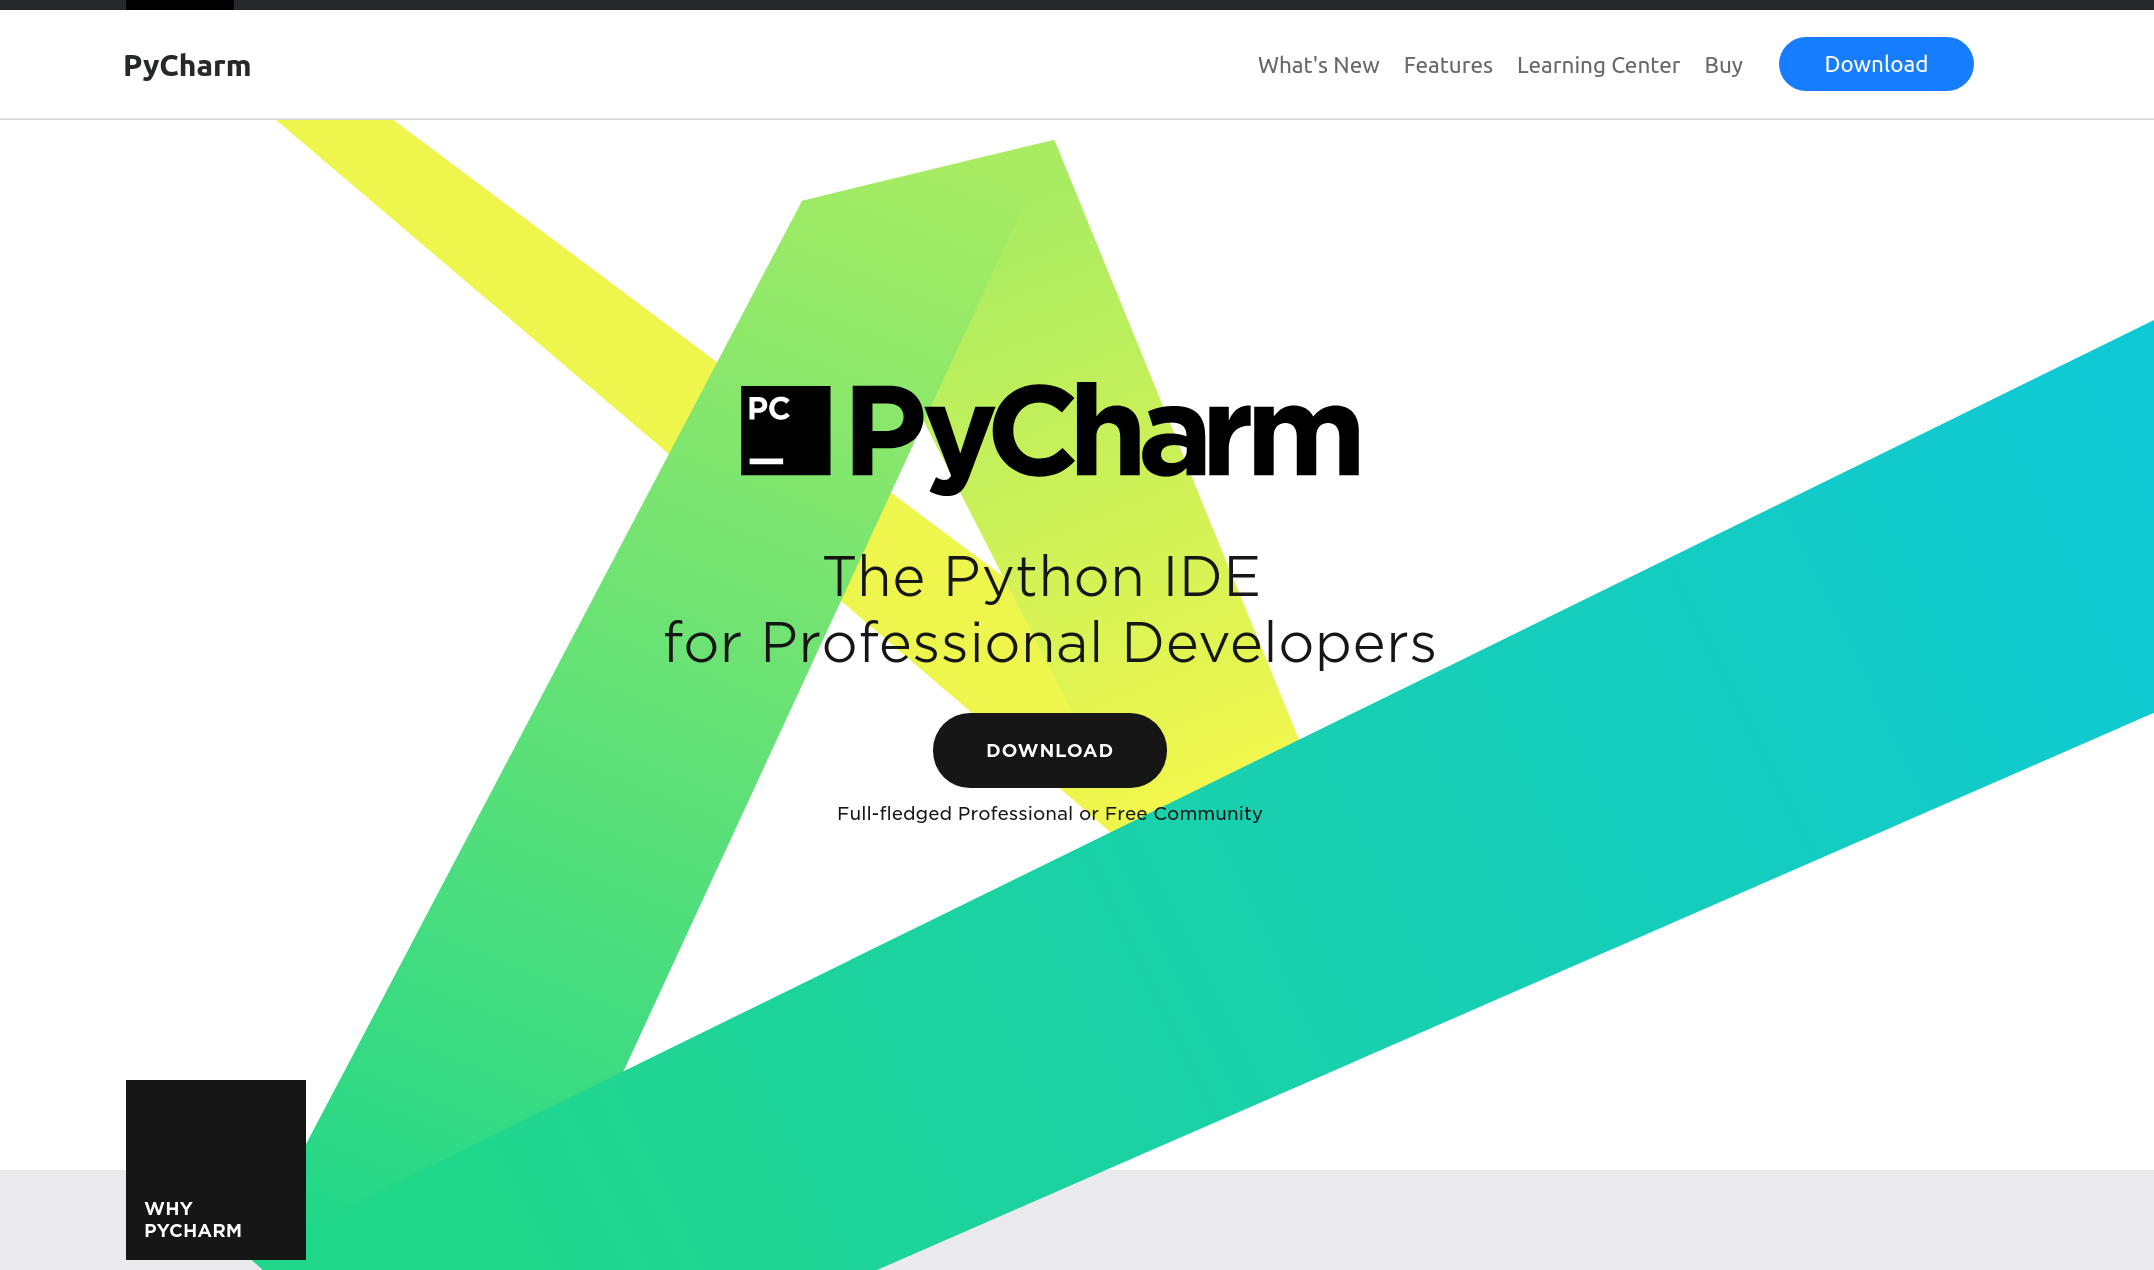 PyCharm
What's New Features Learning Center Buy Download
PC
PyCharm
The Python IDE
for Professional Developers
DOWNLOAD
Full-fledged Professional or Free Community
WHY
PYCHARM